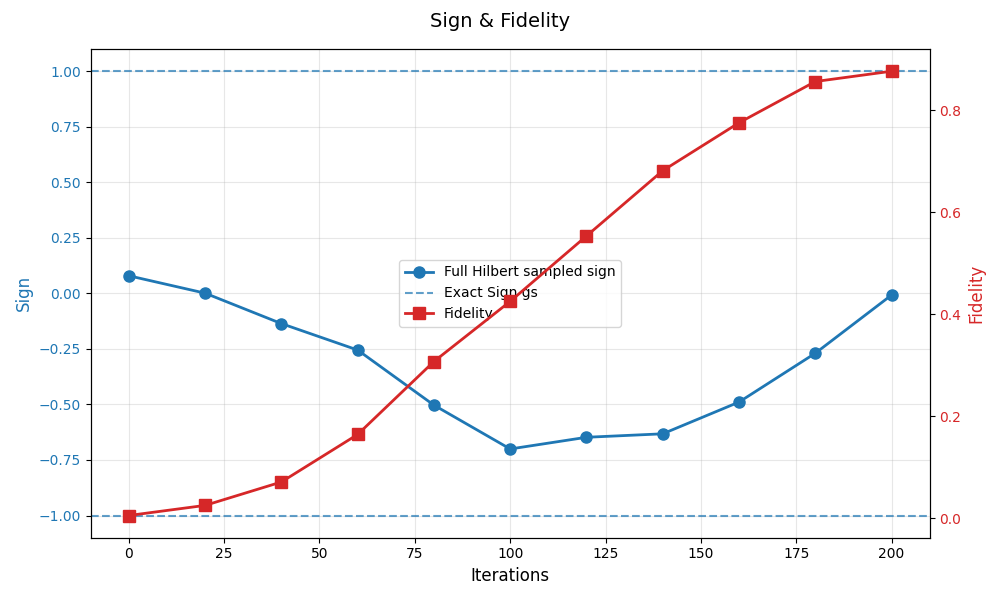 Sign & Fidelity
1.00
0.75
0.50
0.25
0.00
−0.25
−0.50
−0.75
−1.00
Sign
Full Hilbert sampled sign
Exact Sign gs
Fidelity
0.8
0.6
0.4
0.2
0.0
Fidelity
0 25 50 75 100 125 150 175 200
Iterations